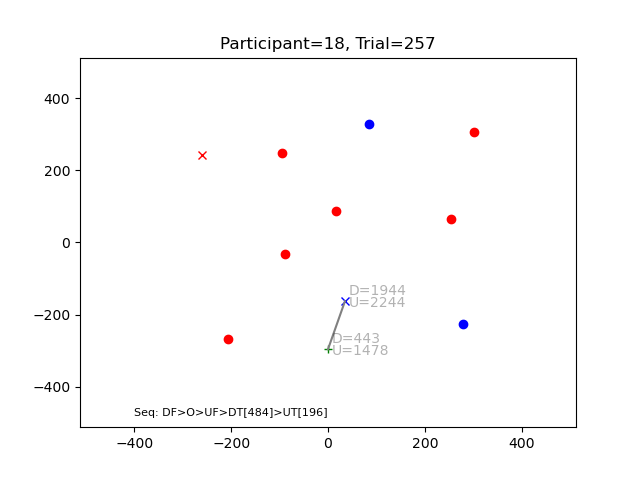 Participant=18, Trial=257
400
200
0
−200
−400
D=1944
U=2244
D=443
U=1478
Seq: DF>O>UF>DT[484]>UT[196]
−400
−200
0
200
400